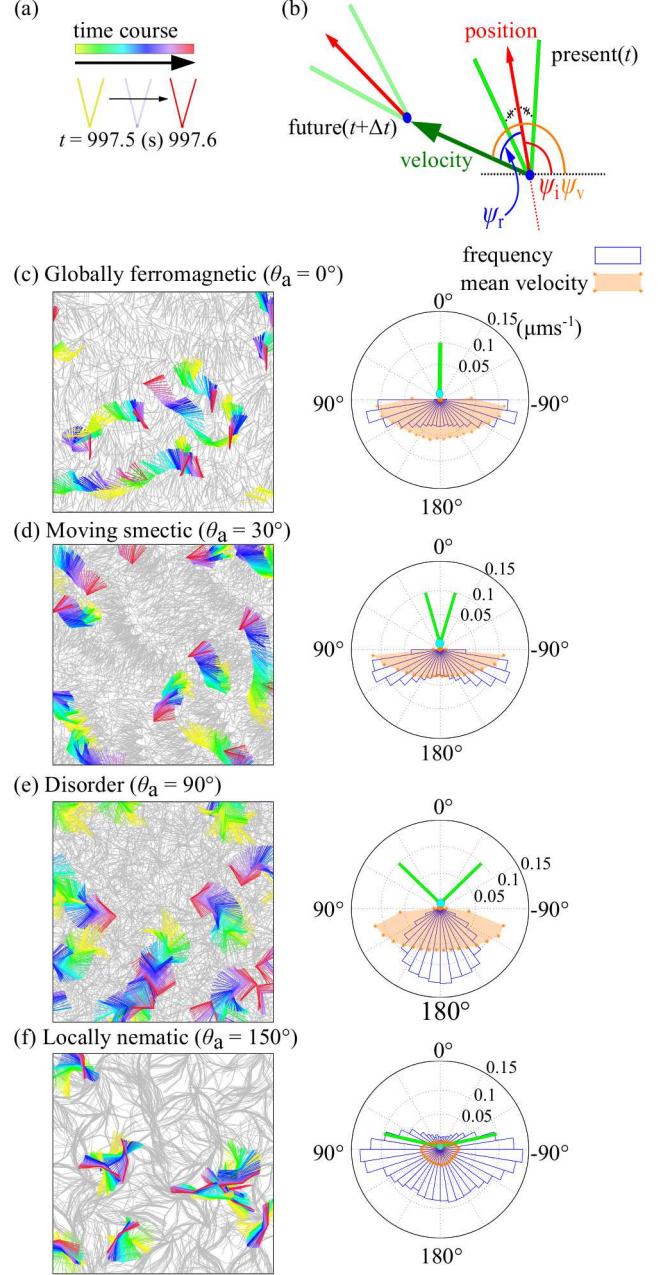 (a)
time course
t = 997.5 (s) 997.6
(b)
position
present(t)
future(t+Δt)
velocity
ψr
ψi
ψv
frequency
mean velocity
(c) Globally ferromagnetic (θa = 0°)
0°
0.15 (μms-1)
0.1
0.05
90°
-90°
180°
(d) Moving smectic (θa = 30°)
0°
0.15
0.1
0.05
90°
-90°
180°
(e) Disorder (θa = 90°)
0°
0.15
0.1
0.05
90°
-90°
180°
(f) Locally nematic (θa = 150°)
0°
0.15
0.1
0.05
90°
-90°
180°